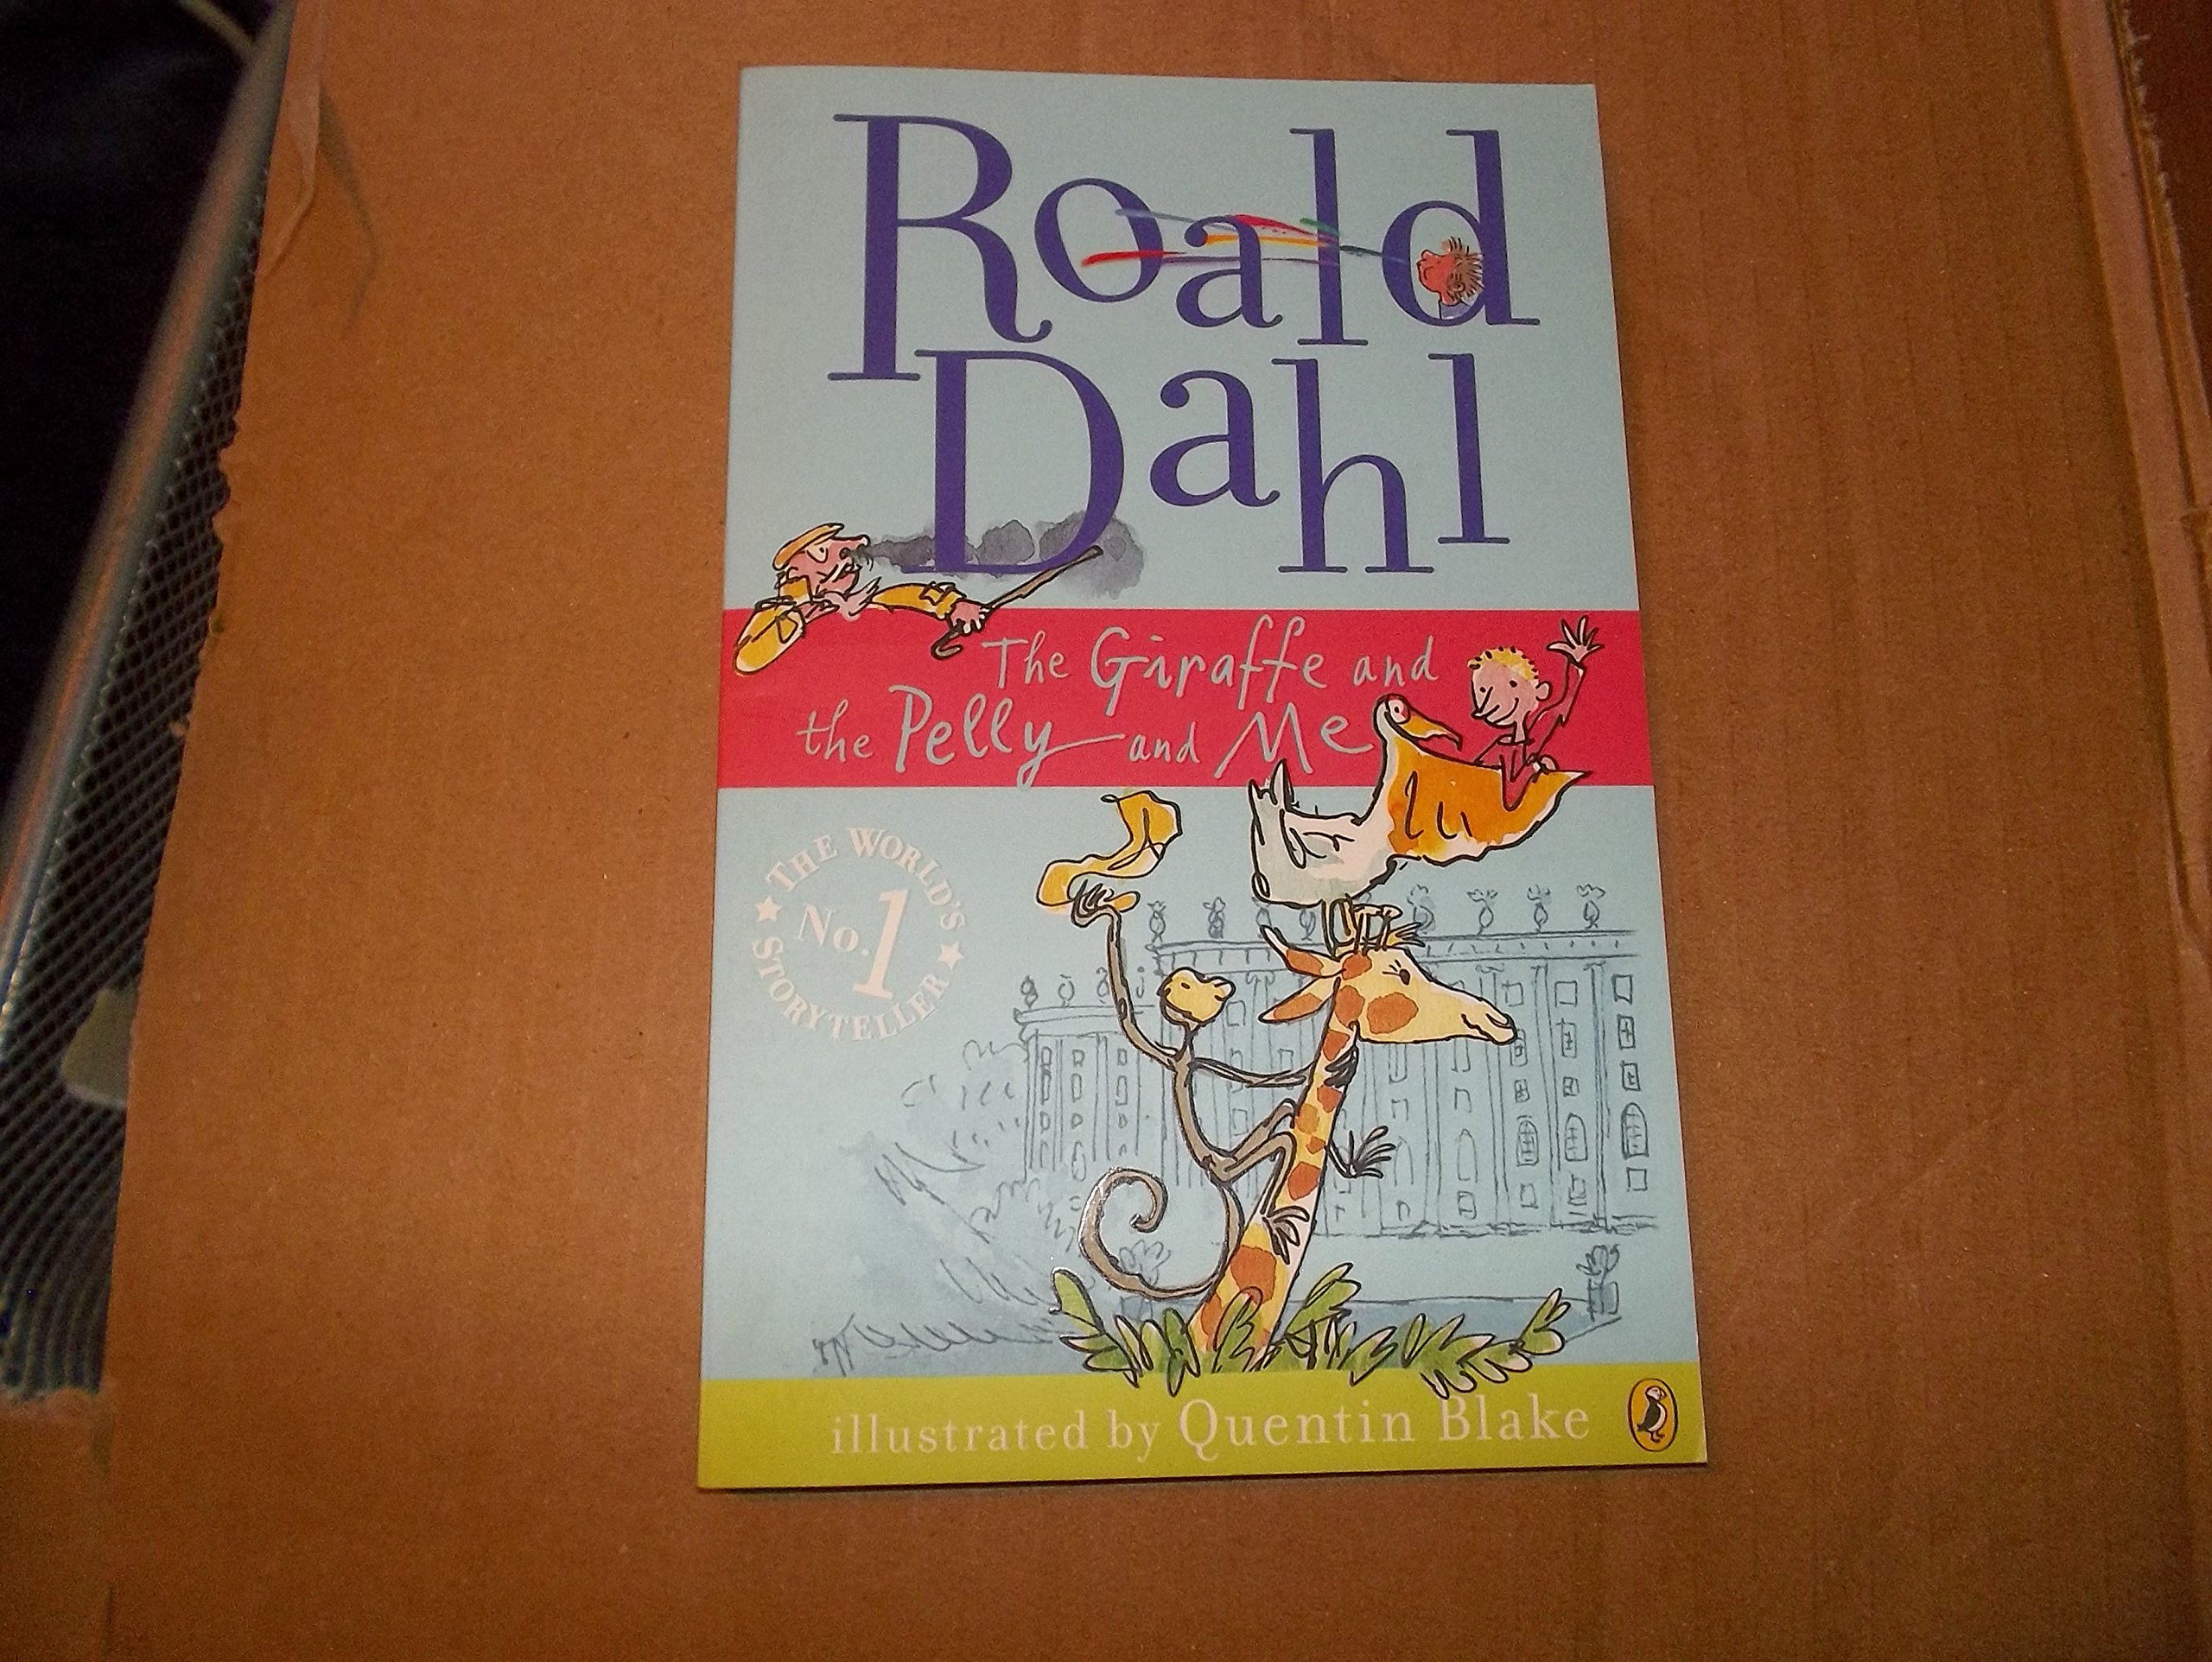 Roald
Dahl
The Giraffe and
the Pelly and Me
THE WORLD'S
No.1
STORYTELLER
illustrated by Quentin Blake